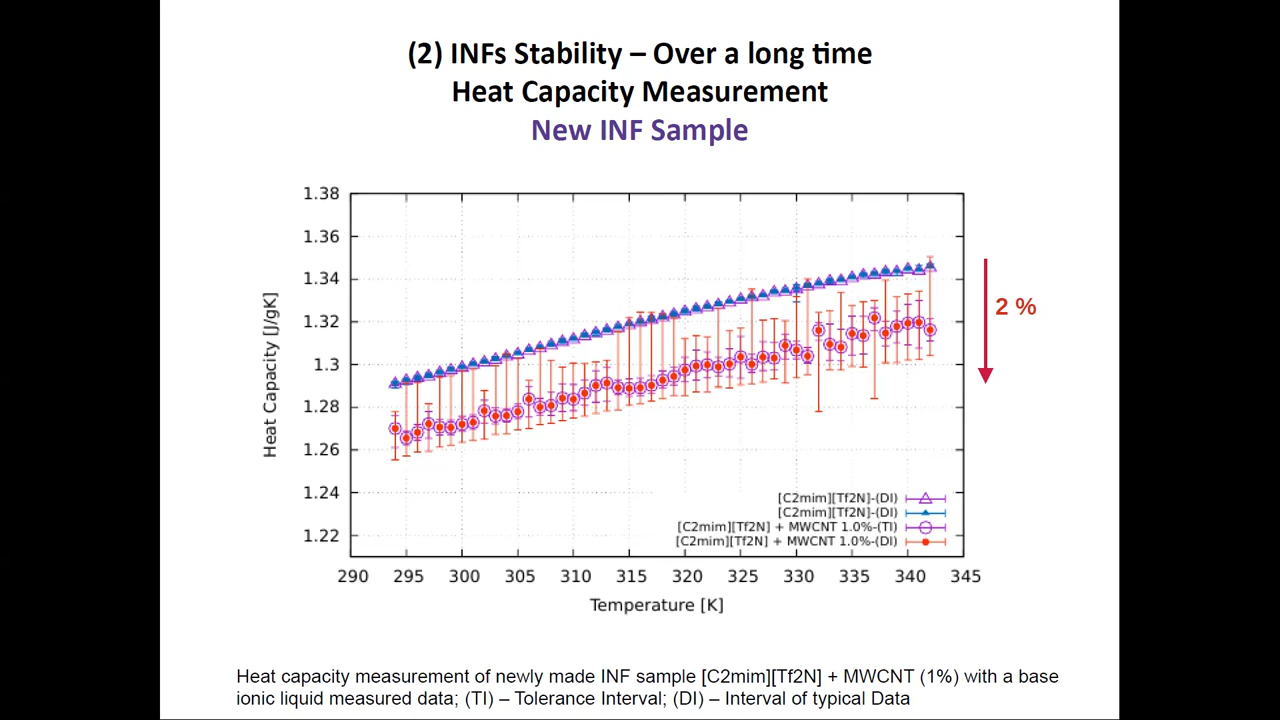 (2) INFs Stability – Over a long time
Heat Capacity Measurement
New INF Sample
1.38
1.36
1.34
1.32
1.3
1.28
1.26
1.24
1.22
Heat Capacity [J/gK]
2 %
[C2mim][Tf2N]-(DI)
[C2mim][Tf2N]-(DI)
[C2mim][Tf2N] + MWCNT 1.0%-(TI)
[C2mim][Tf2N] + MWCNT 1.0%-(DI)
290 295 300 305 310 315 320 325 330 335 340 345
Temperature [K]
Heat capacity measurement of newly made INF sample [C2mim][Tf2N] + MWCNT (1%) with a base
ionic liquid measured data; (TI) – Tolerance Interval; (DI) – Interval of typical Data